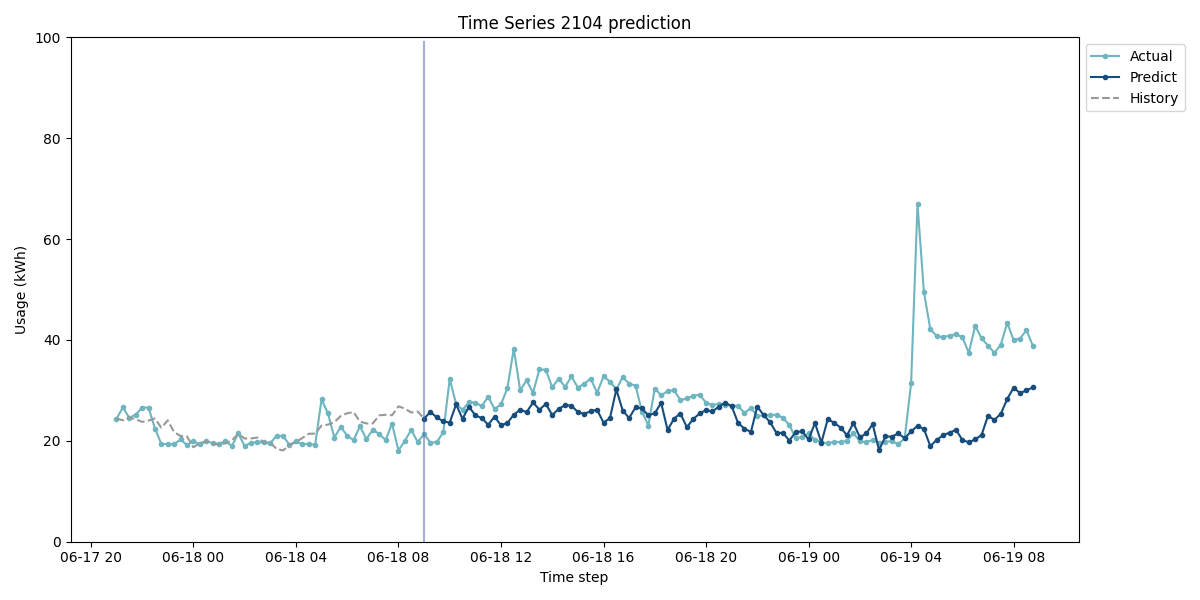 Time Series 2104 prediction
100
80
60
40
20
0
Usage (kWh)
06-17 20
06-18 00
06-18 04
06-18 08
06-18 12
06-18 16
06-18 20
06-19 00
06-19 04
06-19 08
Time step
Actual
Predict
History